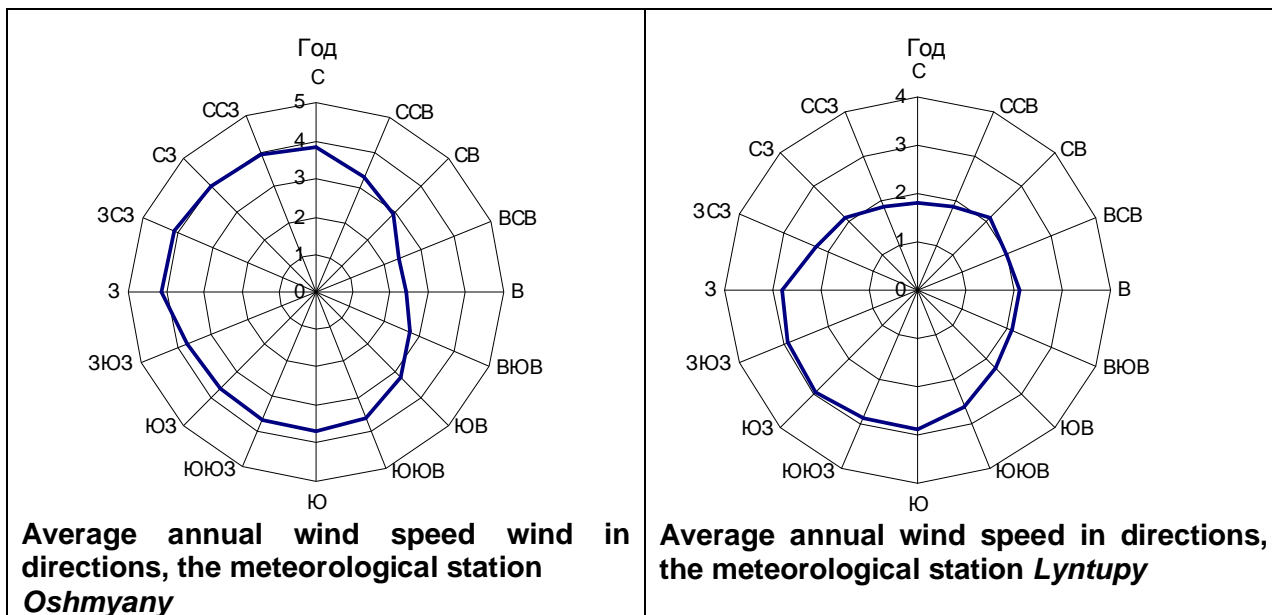 Год
С
ССВ
СВ
ВСВ
В
ВЮВ
ЮВ
ЮЮВ
Ю
ЮЮЗ
ЮЗ
ЗЮЗ
З
ЗСЗ
СЗ
ССЗ
5
4
3
2
1
0
Average annual wind speed wind in
directions, the meteorological station
Oshmyany
Год
С
ССВ
СВ
ВСВ
В
ВЮВ
ЮВ
ЮЮВ
Ю
ЮЮЗ
ЮЗ
ЗЮЗ
З
ЗСЗ
СЗ
ССЗ
4
3
2
1
0
Average annual wind speed in directions,
the meteorological station Lyntupy